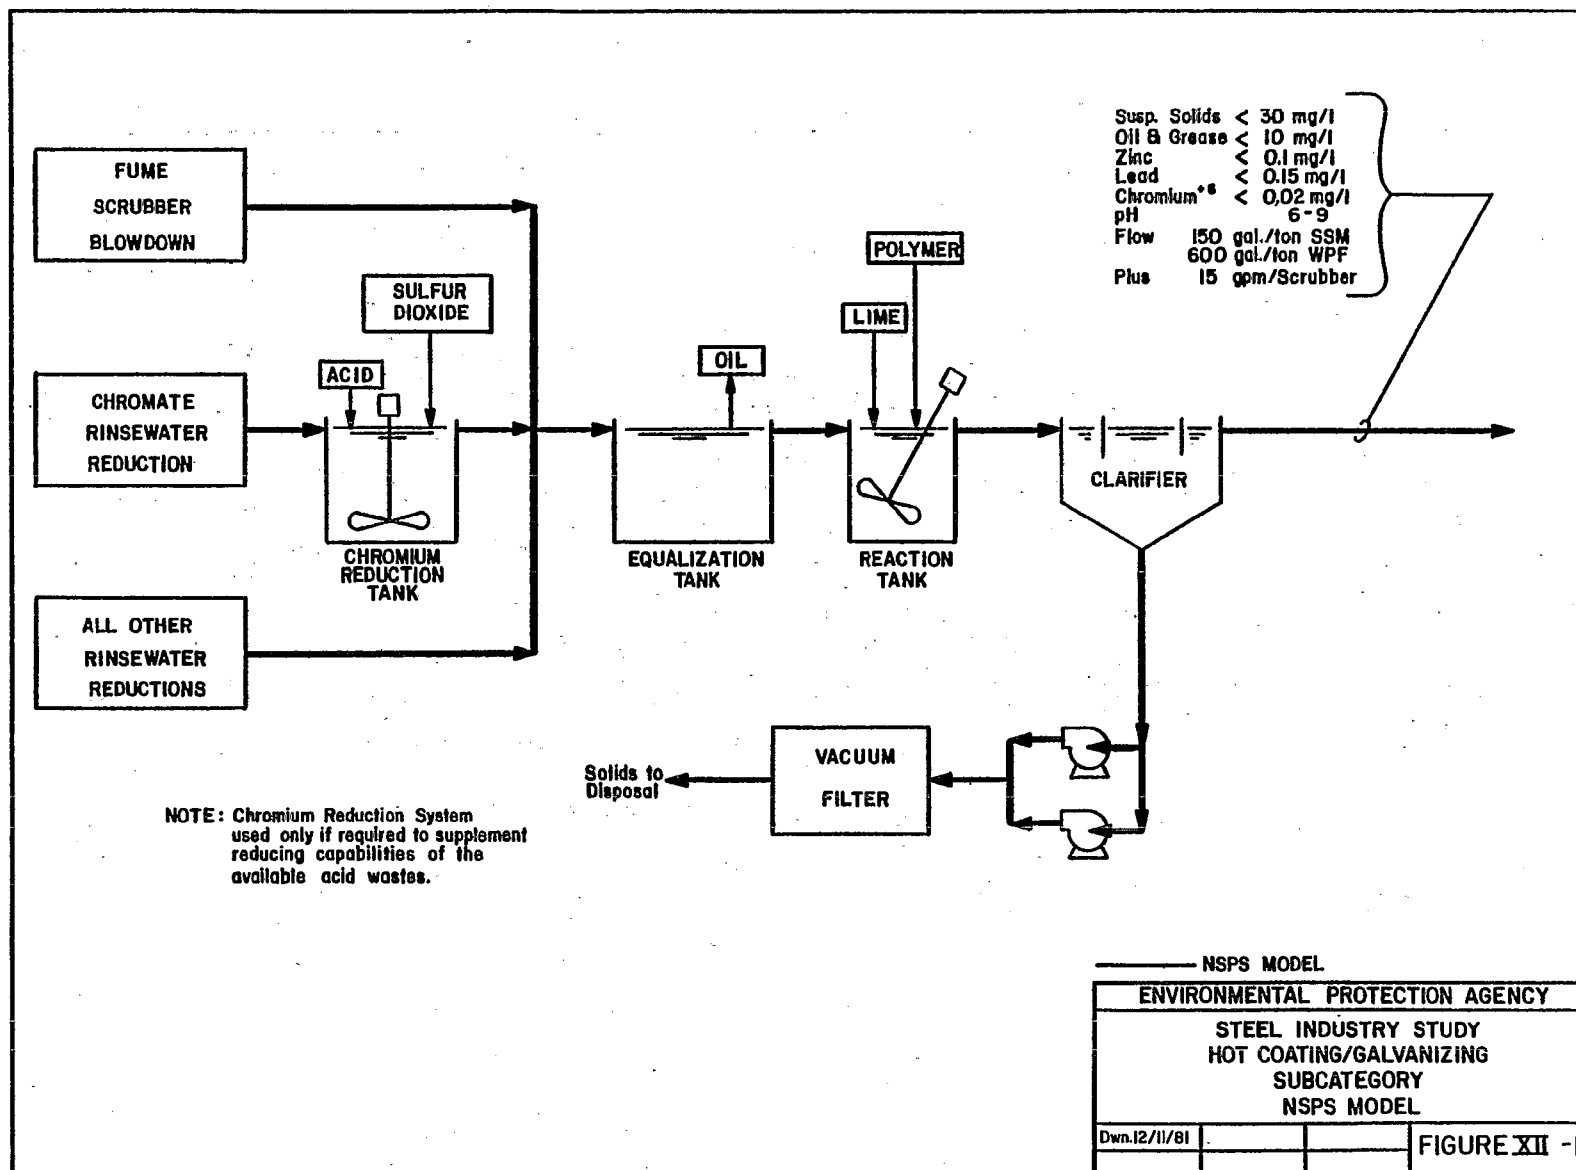 Susp. Solids < 30 mg/l
Oil & Grease < 10 mg/l
Zinc < 0.1 mg/l
Lead < 0.15 mg/l
Chromium+6 < 0,02 mg/l
pH 6-9
Flow 150 gal./ton SSM
600 gal./ton WPF
Plus 15 gpm/Scrubber
FUME
SCRUBBER
BLOWDOWN
SULFUR
DIOXIDE
POLYMER
LIME
OIL
ACID
CHROMATE
RINSEWATER
REDUCTION
CLARIFIER
CHROMIUM
REDUCTION
TANK
EQUALIZATION
TANK
REACTION
TANK
ALL OTHER
RINSEWATER
REDUCTIONS
VACUUM
FILTER
Solids to
Disposal
NOTE: Chromium Reduction System
used only if required to supplement
reducing capabilities of the
available acid wastes.
NSPS MODEL
ENVIRONMENTAL PROTECTION AGENCY
STEEL INDUSTRY STUDY
HOT COATING/GALVANIZING
SUBCATEGORY
NSPS MODEL
Dwn.12/11/81
FIGURE XII -